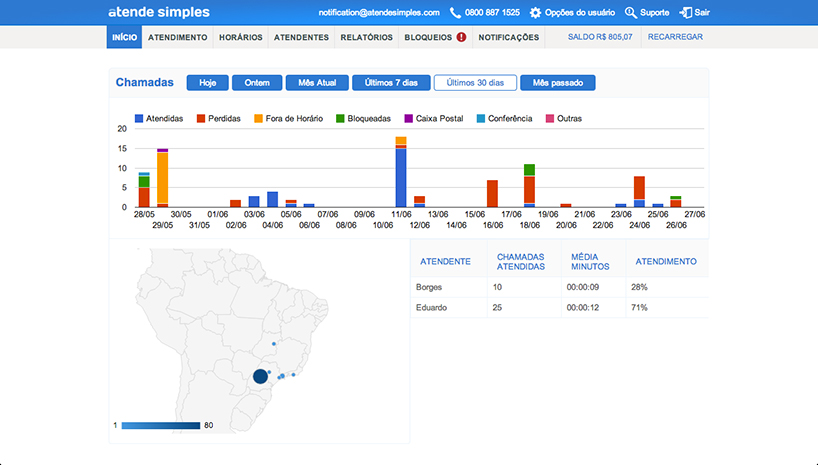 atende simples
notification@atendesimples.com 0800 887 1525 Opções do usuário Suporte Sair
INÍCIO ATENDIMENTO HORÁRIOS ATENDENTES RELATÓRIOS BLOQUEIOS ! NOTIFICAÇÕES SALDO R$ 805,07 RECARREGAR
Chamadas Hoje Ontem Mês Atual Últimos 7 dias Últimos 30 dias Mês passado
Atendidas Perdidas Fora de Horário Bloqueadas Caixa Postal Conferência Outras
20
15
10
5
0
28/05 30/05 01/06 03/06 05/06 07/06 09/06 11/06 13/06 15/06 17/06 19/06 21/06 23/06 25/06 27/06
29/05 31/05 02/06 04/06 06/06 08/06 10/06 12/06 14/06 16/06 18/06 20/06 22/06 24/06 26/06
ATENDENTE CHAMADAS ATENDIDAS MÉDIA MINUTOS ATENDIMENTO
Borges 10 00:00:09 28%
Eduardo 25 00:00:12 71%
1 80